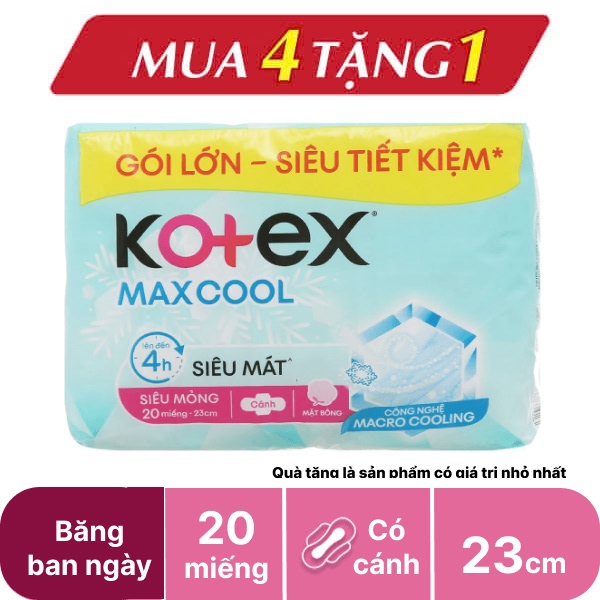 MUA 4 TẶNG 1
GÓI LỚN – SIÊU TIẾT KIỆM*
Kotex®
MAXCOOL
lên đến
4h
SIÊU MÁT^
SIÊU MỎNG
20 miếng - 23cm
Cánh
MẶT BÔNG
CÔNG NGHỆ
MACRO COOLING
Quà tặng là sản phẩm có giá trị nhỏ nhất
Băng
ban ngày
20
miếng
Có
cánh
23cm